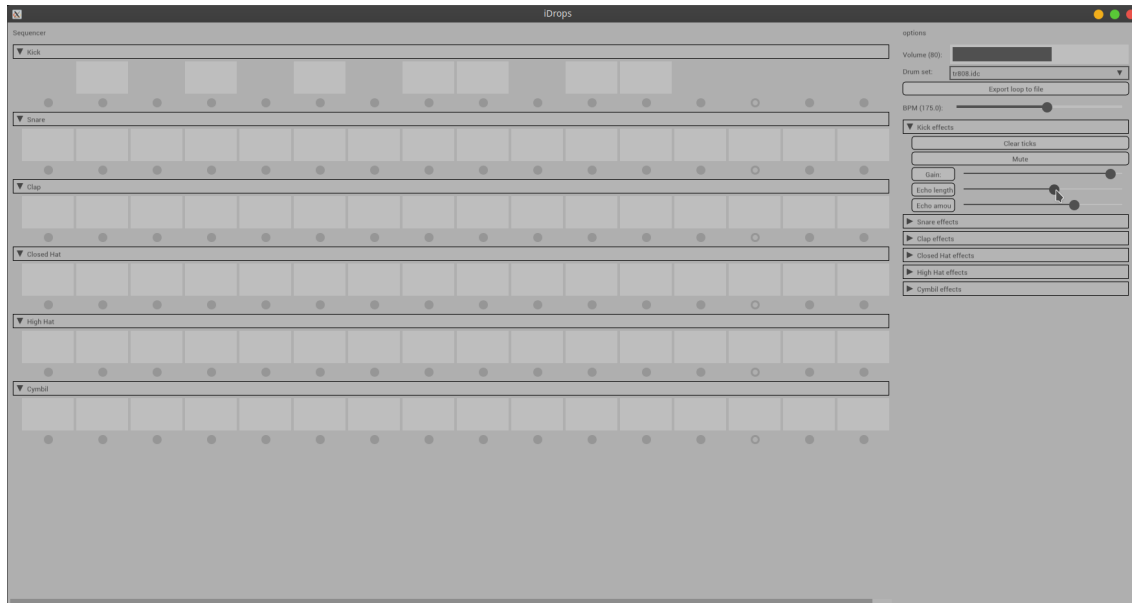 iDrops
Sequencer
Kick
Snare
Clap
Closed Hat
High Hat
Cymbil
options
Volume (80):
Drum set: tr808.idc
Export loop to file
BPM (175.0):
Kick effects
Clear ticks
Mute
Gain:
Echo length
Echo amou
Snare effects
Clap effects
Closed Hat effects
High Hat effects
Cymbil effects